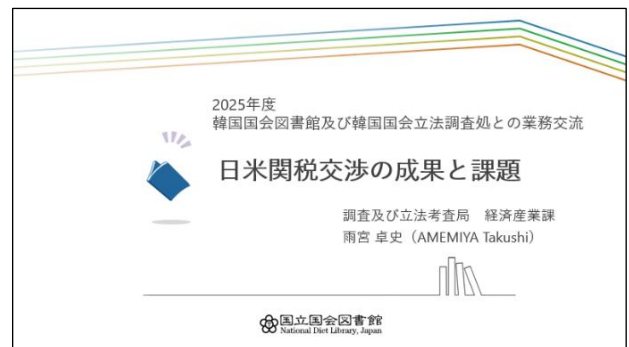 2025年度
韓国国会図書館及び韓国国会立法調査処との業務交流
日米関税交渉の成果と課題
調査及び立法考査局　経済産業課
雨宮 卓史（AMEMIYA Takushi）
国立国会図書館
National Diet Library, Japan